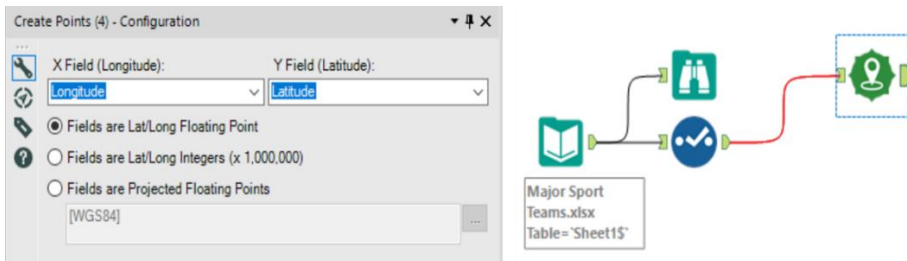 Create Points (4) - Configuration
X Field (Longitude):
Y Field (Latitude):
Longitude
Latitude
Fields are Lat/Long Floating Point
Fields are Lat/Long Integers (x 1,000,000)
Fields are Projected Floating Points
[WGS84]
...
Major Sport
Teams.xlsx
Table=`Sheet1$`